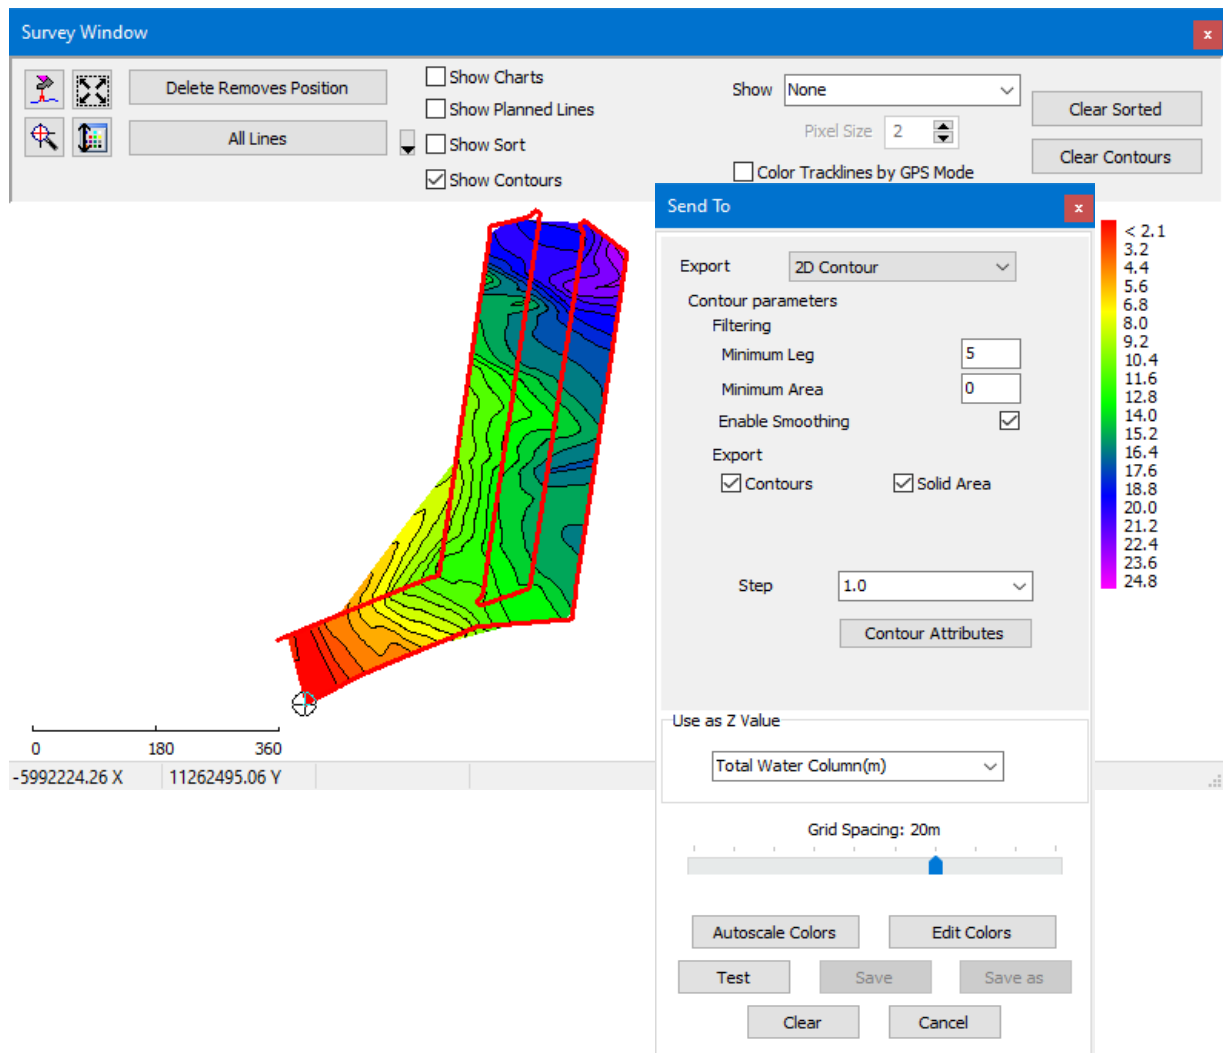 Survey Window
x
Delete Removes Position
All Lines
Show Charts
Show Planned Lines
Show Sort
Show Contours
Show None
Pixel Size 2
Color Tracklines by GPS Mode
Clear Sorted
Clear Contours
Send To
x
Export 2D Contour
Contour parameters
Filtering
Minimum Leg 5
Minimum Area 0
Enable Smoothing
Export
Contours Solid Area
Step 1.0
Contour Attributes
Use as Z Value
Total Water Column(m)
Grid Spacing: 20m
Autoscale Colors Edit Colors
Test Save Save as
Clear Cancel
< 2.1
3.2
4.4
5.6
6.8
8.0
9.2
10.4
11.6
12.8
14.0
15.2
16.4
17.6
18.8
20.0
21.2
22.4
23.6
24.8
0 180 360
-5992224.26 X 11262495.06 Y